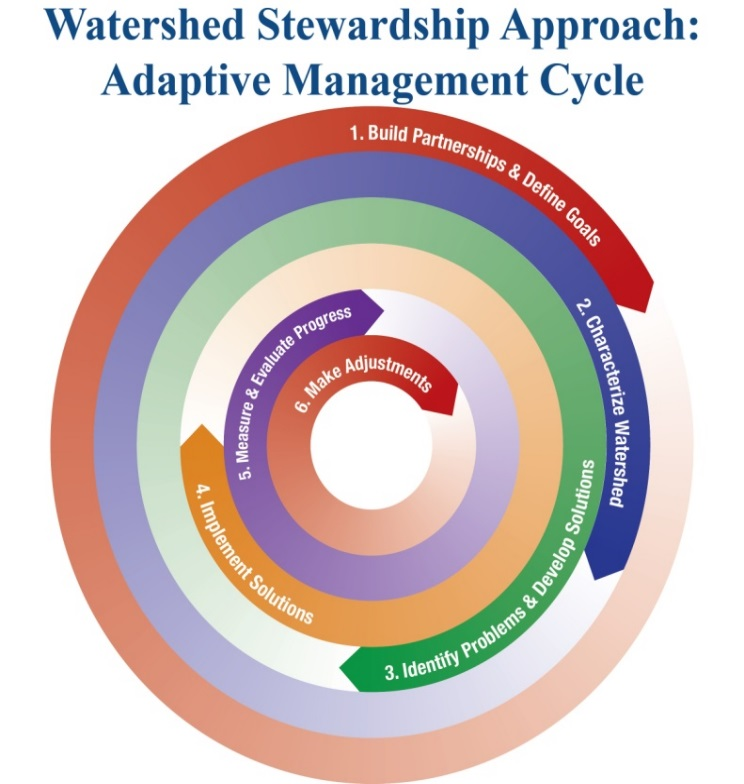 Watershed Stewardship Approach:
Adaptive Management Cycle
1. Build Partnerships & Define Goals
2. Characterize Watershed
3. Identify Problems & Develop Solutions
4. Implement Solutions
5. Measure & Evaluate Progress
6. Make Adjustments